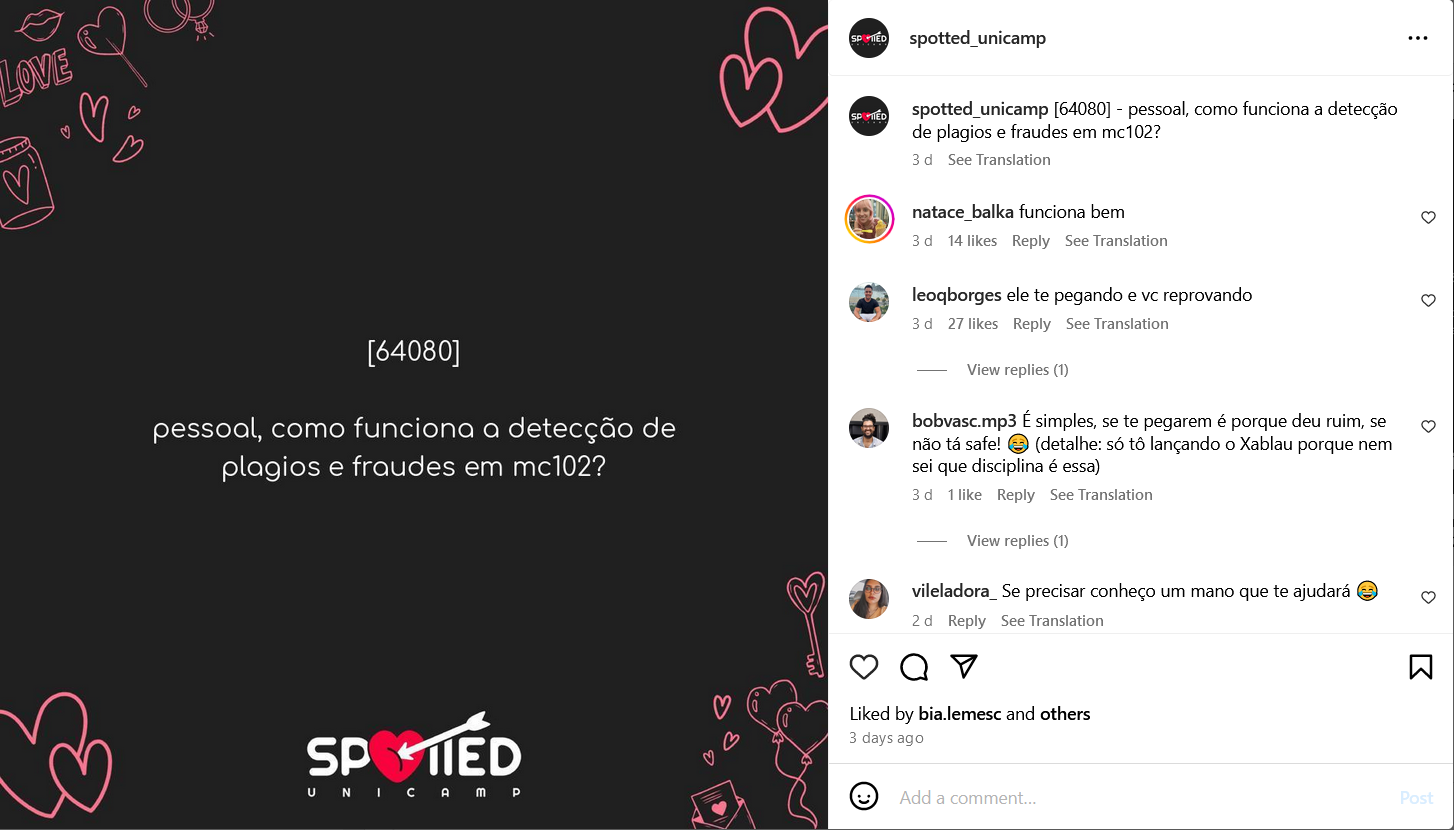 LOVE
[64080]
pessoal, como funciona a detecção de
plagios e fraudes em mc102?
SPOTTED
UNICAMP
SPOTTED
UNICAMP
spotted_unicamp
SPOTTED
UNICAMP
spotted_unicamp [64080] - pessoal, como funciona a detecção
de plagios e fraudes em mc102?
3 d See Translation
natace_balka funciona bem
3 d 14 likes Reply See Translation
leoqborges ele te pegando e vc reprovando
3 d 27 likes Reply See Translation
View replies (1)
bobvasc.mp3 É simples, se te pegarem é porque deu ruim, se
não tá safe! 😂 (detalhe: só tô lançando o Xablau porque nem
sei que disciplina é essa)
3 d 1 like Reply See Translation
View replies (1)
vileladora_ Se precisar conheço um mano que te ajudará 😂
2 d Reply See Translation
Liked by bia.lemesc and others
3 days ago
Add a comment...
Post